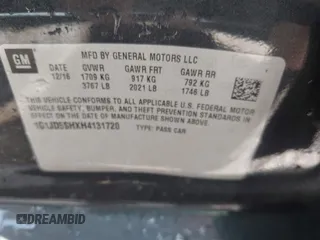 GM
MFD BY GENERAL MOTORS LLC
DATE GVWR GAWR FRT GAWR RR
12/16 1709 KG 917 KG 792 KG
3767 LB 2021 LB 1746 LB
THIS VEHICLE CONFORMS TO ALL APPLICABLE U.S. FEDERAL
MOTOR VEHICLE SAFETY, BUMPER, AND THEFT PREVENTION
STANDARDS IN EFFECT ON THE DATE OF MANUFACTURE SHOWN ABOVE.
TYPE: PASS CAR
AUTOBIDMASTER